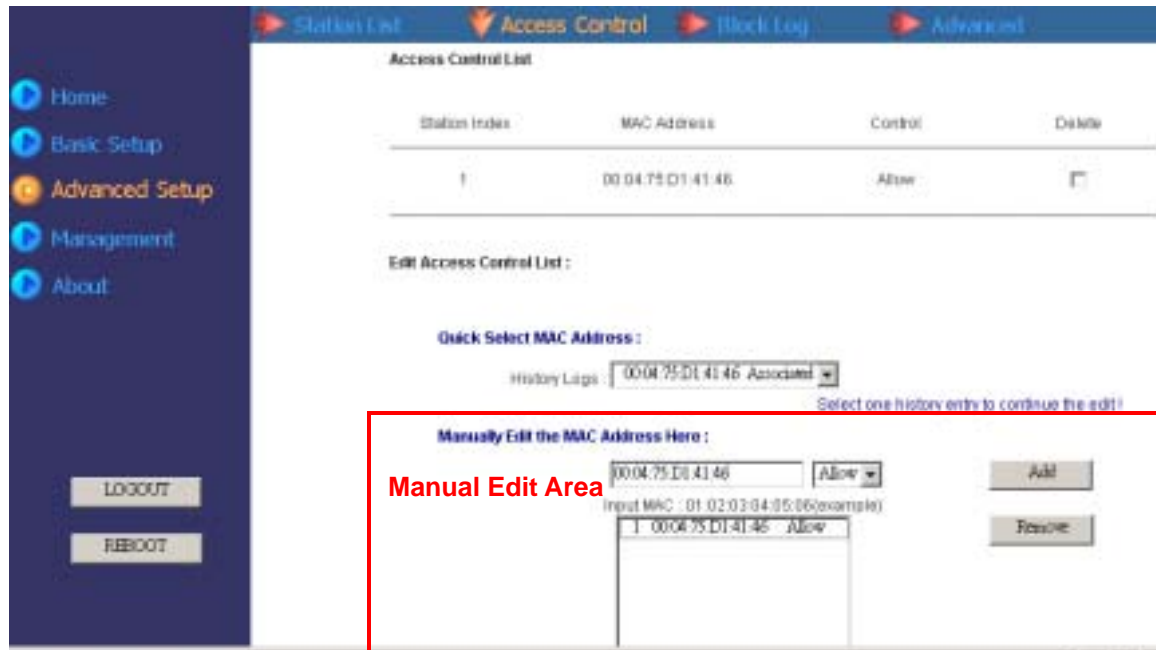 Station List Access Control Block Log Advanced
Home
Basic Setup
Advanced Setup
Management
About
LOGOUT
REBOOT
Access Control List
Station Index MAC Address Control Delete
1 00:04:75:D1:41:46 Allow
Edit Access Control List :
Quick Select MAC Address :
History Logs : 00:04:75:D1:41:46 Associated
Select one history entry to continue the edit !
Manually Edit the MAC Address Here :
Manual Edit Area
00:04:75:D1:41:46 Allow Add
Input MAC : 01:02:03:04:05:06(example)
1 00:04:75:D1:41:46 Allow
Remove